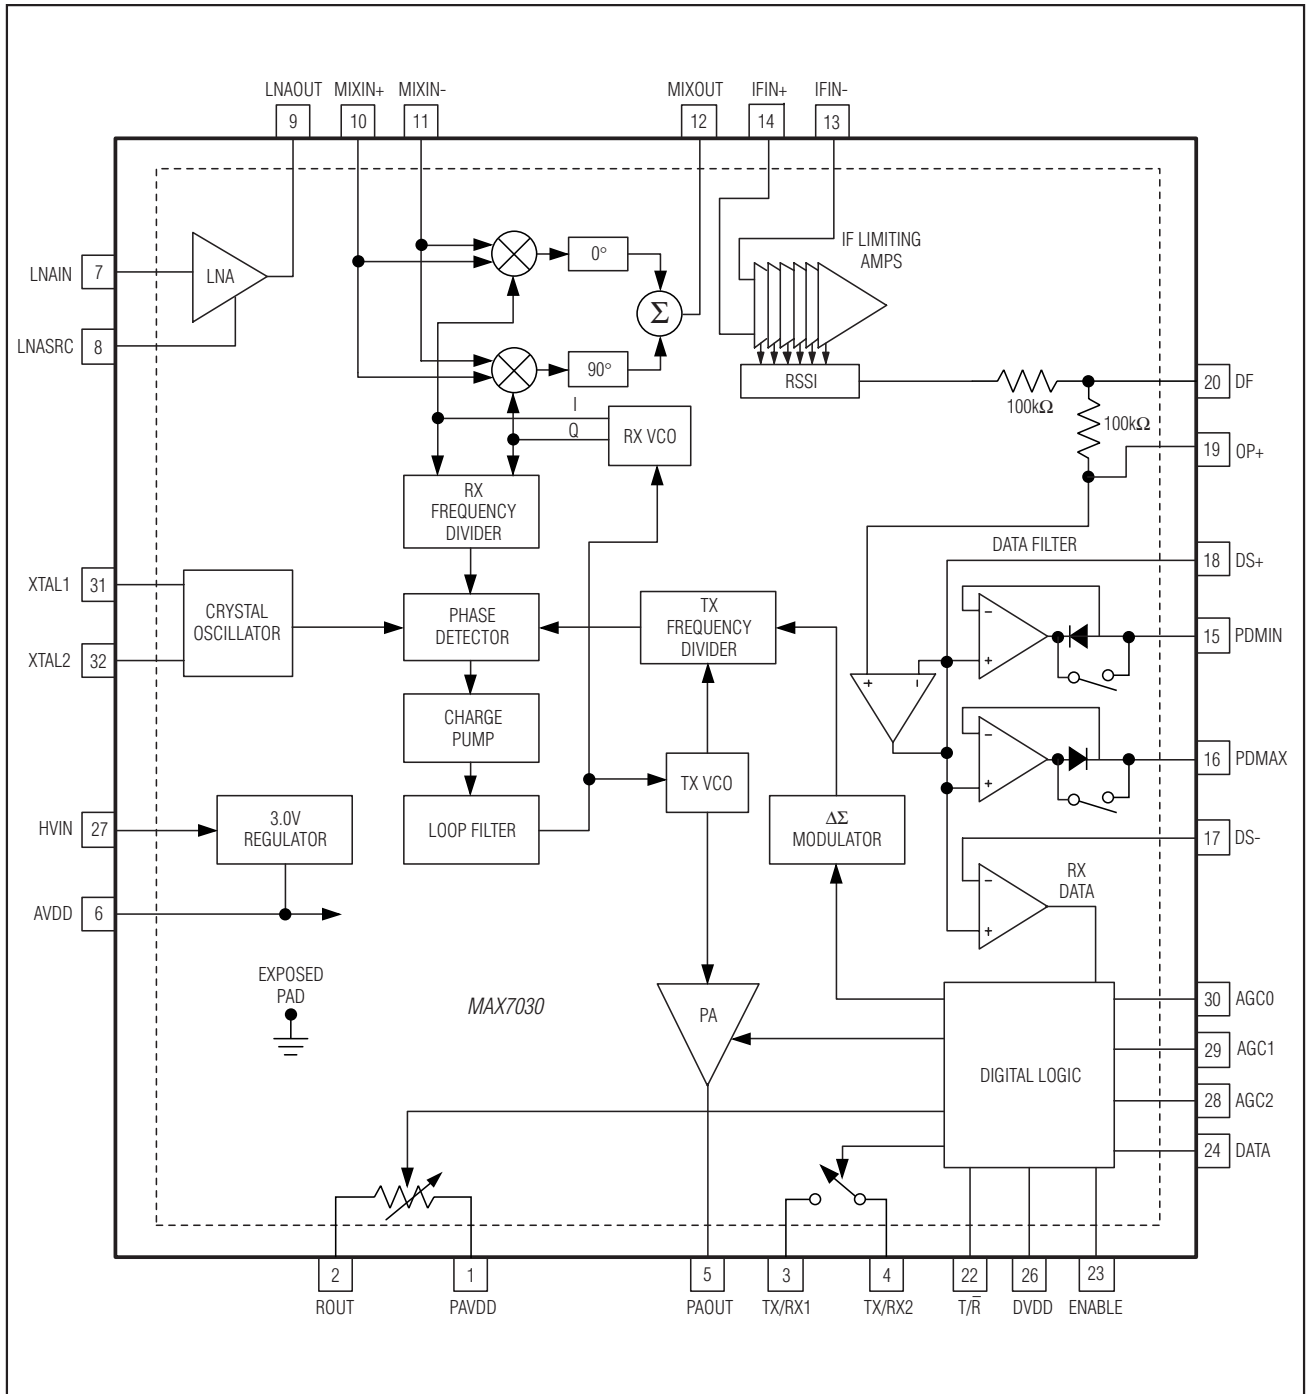 LNAOUT MIXIN+ MIXIN- MIXOUT IFIN+ IFIN-
9 10 11 12 14 13
IF LIMITING
AMPS
LNAIN 7
LNA
0°
Σ
LNASRC 8
90°
RSSI
100kΩ
20 DF
100kΩ
I
Q
RX VCO
19 OP+
RX
FREQUENCY
DIVIDER
DATA FILTER
18 DS+
XTAL1 31
CRYSTAL
OSCILLATOR
PHASE
DETECTOR
TX
FREQUENCY
DIVIDER
-
15 PDMIN
+
XTAL2 32
+ -
CHARGE
PUMP
-
16 PDMAX
+
TX VCO
HVIN 27
3.0V
REGULATOR
LOOP FILTER
ΔΣ
MODULATOR
17 DS-
RX
DATA
-
+
AVDD 6
EXPOSED
PAD
MAX7030
PA
DIGITAL LOGIC
30 AGC0
29 AGC1
28 AGC2
24 DATA
2 1 5 3 4 22 26 23
ROUT PAVDD PAOUT TX/RX1 TX/RX2 T/R̅ DVDD ENABLE